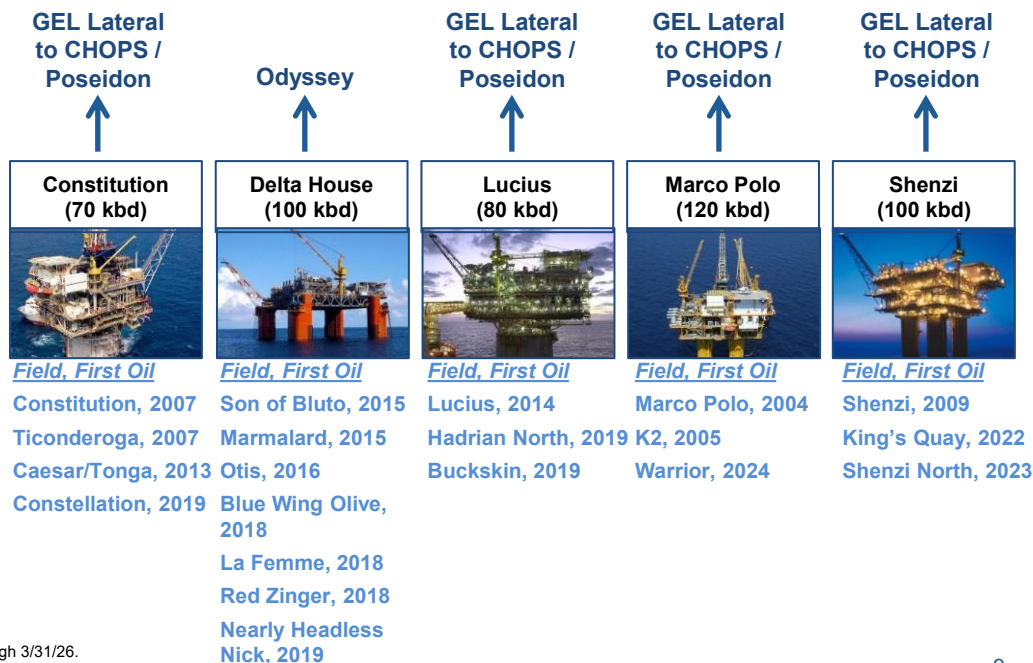 GEL Lateral
to CHOPS /
Poseidon
Odyssey
GEL Lateral
to CHOPS /
Poseidon
GEL Lateral
to CHOPS /
Poseidon
GEL Lateral
to CHOPS /
Poseidon
Constitution
(70 kbd)
Delta House
(100 kbd)
Lucius
(80 kbd)
Marco Polo
(120 kbd)
Shenzi
(100 kbd)
Field, First Oil
Constitution, 2007
Ticonderoga, 2007
Caesar/Tonga, 2013
Constellation, 2019
Field, First Oil
Son of Bluto, 2015
Marmalard, 2015
Otis, 2016
Blue Wing Olive,
2018
La Femme, 2018
Red Zinger, 2018
Nearly Headless
Nick, 2019
Field, First Oil
Lucius, 2014
Hadrian North, 2019
Buckskin, 2019
Field, First Oil
Marco Polo, 2004
K2, 2005
Warrior, 2024
Field, First Oil
Shenzi, 2009
King's Quay, 2022
Shenzi North, 2023
gh 3/31/26.